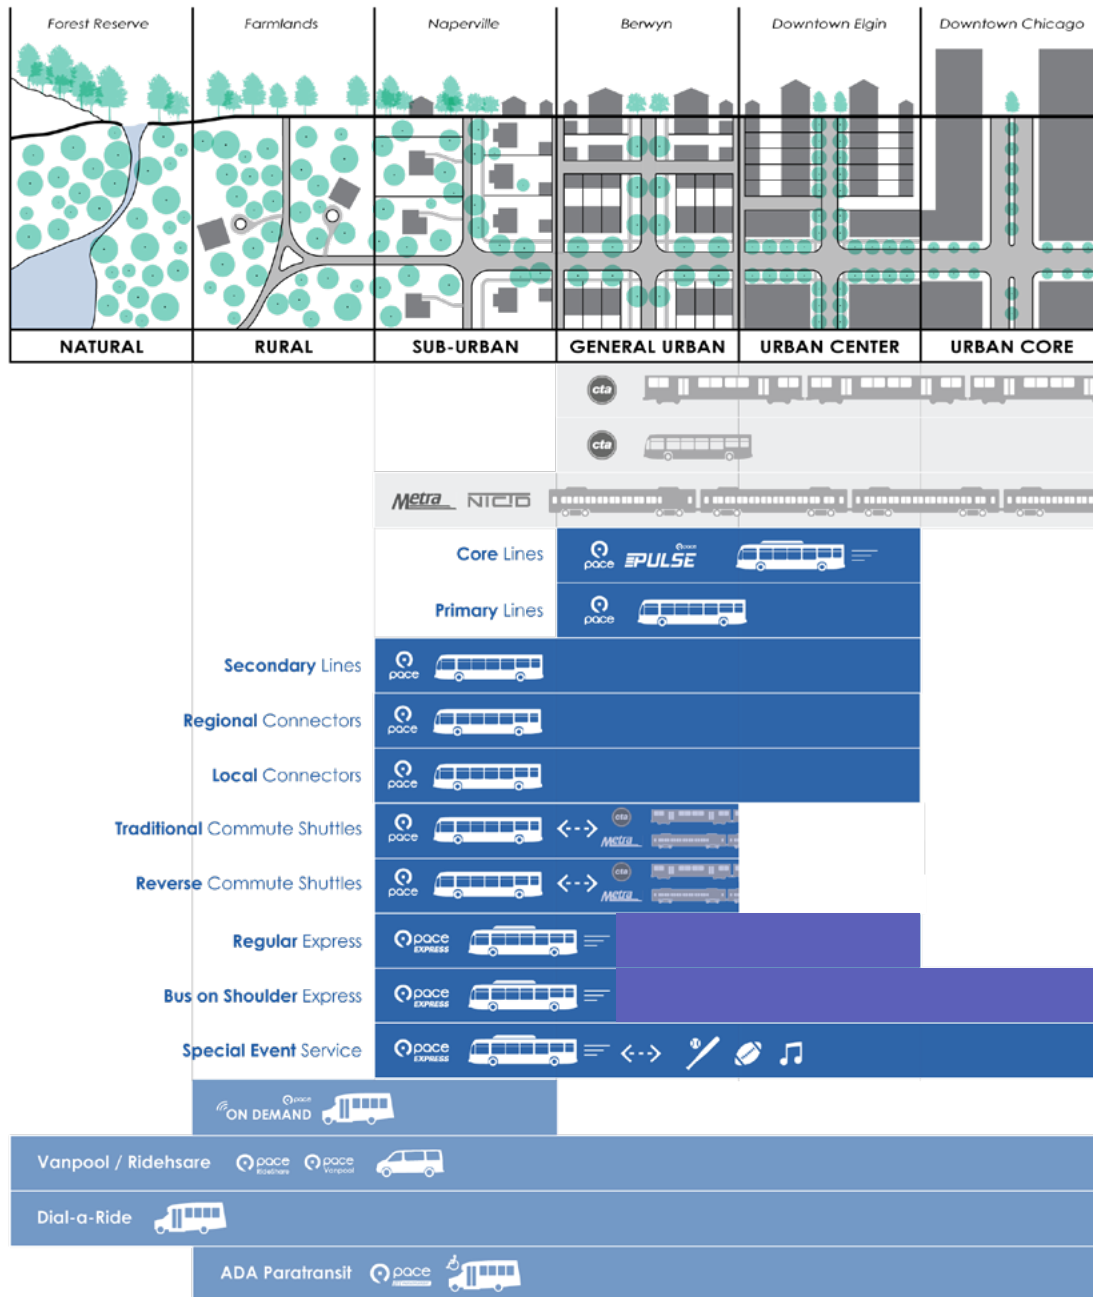 Forest Reserve
Farmlands
Naperville
Berwyn
Downtown Elgin
Downtown Chicago
NATURAL
RURAL
SUB-URBAN
GENERAL URBAN
URBAN CENTER
URBAN CORE
cta
cta
Metra NICTD
Core Lines
pace PULSE pace
Primary Lines
pace
Secondary Lines
pace
Regional Connectors
pace
Local Connectors
pace
Traditional Commute Shuttles
pace
cta
Metra
Reverse Commute Shuttles
pace
cta
Metra
Regular Express
pace
EXPRESS
Bus on Shoulder Express
pace
EXPRESS
Special Event Service
pace
EXPRESS
pace
ON DEMAND
Vanpool / Ridehsare
pace
RideShare
pace
Vanpool
Dial-a-Ride
ADA Paratransit
pace